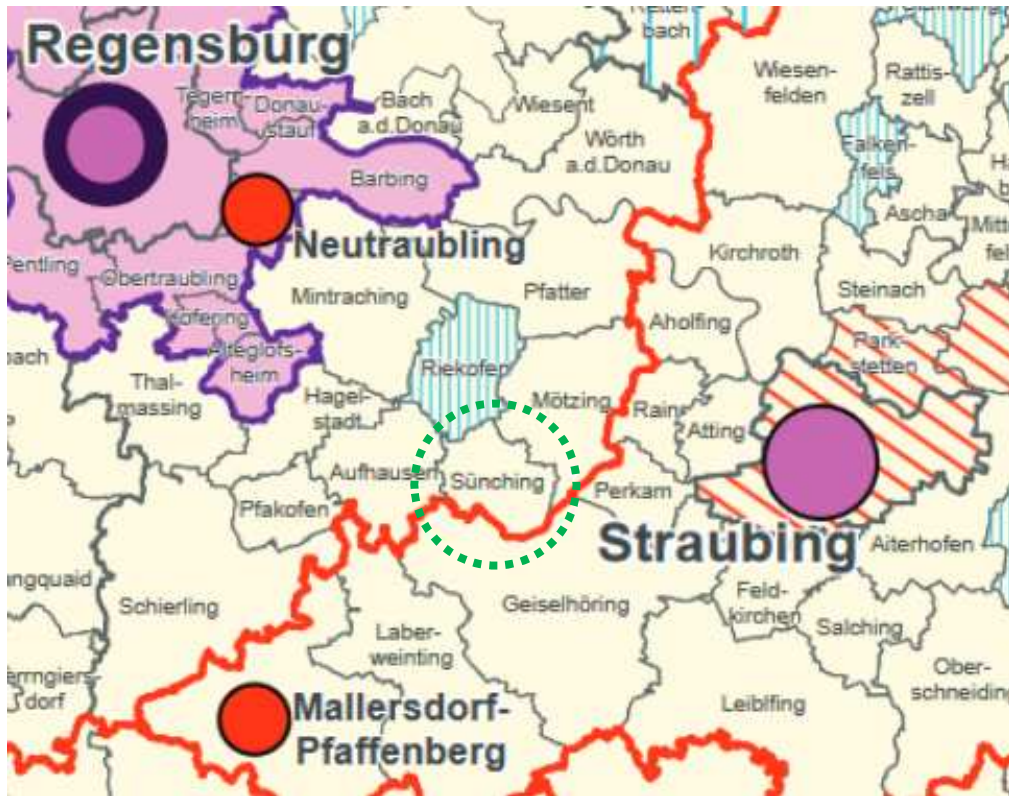 Regensburg
bach
Wiesen-
felden
Rattis-
zell
Tegern-
heim
Donau-
stauf
Bach
a.d.Donau
Wiesent
Wörth
a.d.Donau
Falken-
fels
Barbing
Ascha
Neutraubling
Kirchroth
Pentling
Obertraubling
Mintraching
Pfatter
Steinach
Köfering
Aholfing
Alteglofs-
heim
Riekofen
Park-
stetten
Thal-
massing
Hagel-
stadt
Mötzing
Rain
Atting
Aufhausen
Sünching
Perkam
Pfakofen
Straubing
Aiterhofen
Schierling
Geiselhöring
Feld-
kirchen
Salching
Laber-
weinting
Ober-
schneiding
Leiblfing
Mallersdorf-
Pfaffenberg